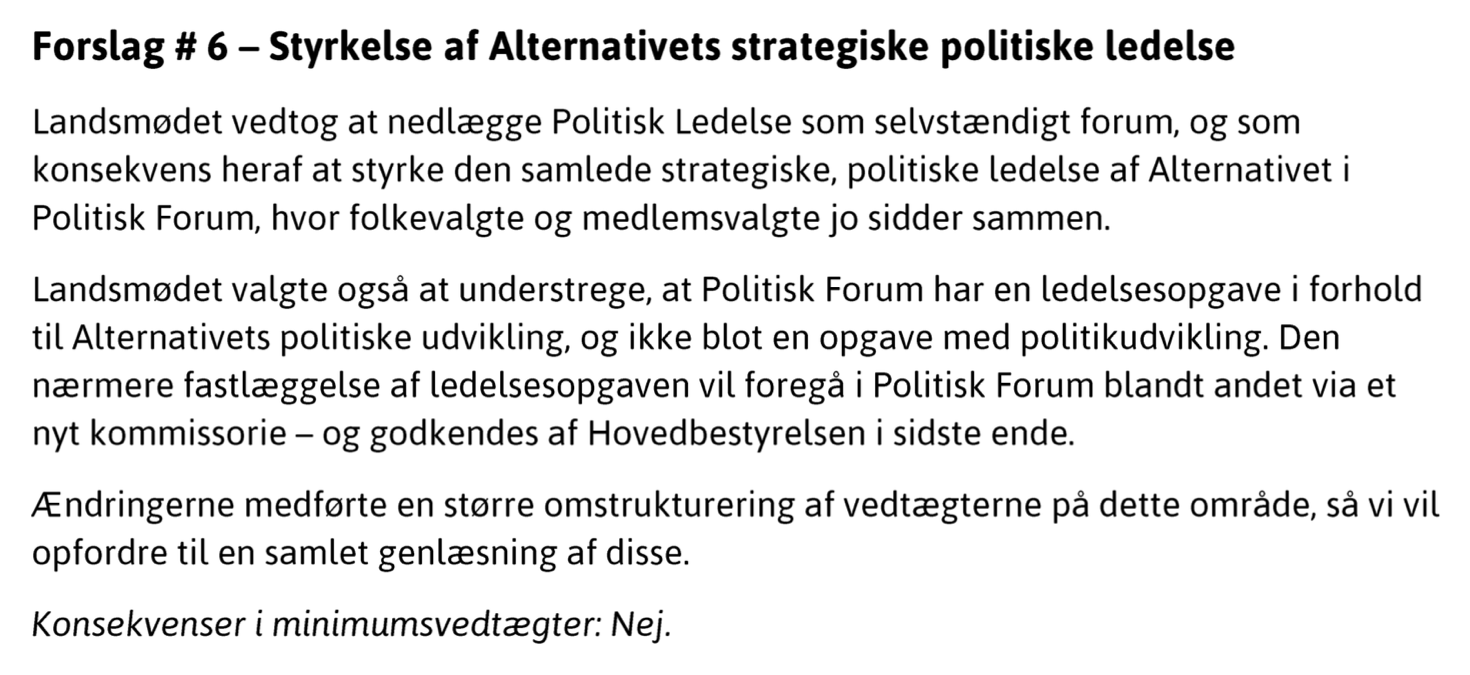 Forslag # 6 – Styrkelse af Alternativets strategiske politiske ledelse
Landsmødet vedtog at nedlægge Politisk Ledelse som selvstændigt forum, og som
konsekvens heraf at styrke den samlede strategiske, politiske ledelse af Alternativet i
Politisk Forum, hvor folkevalgte og medlemsvalgte jo sidder sammen.
Landsmødet valgte også at understrege, at Politisk Forum har en ledelsesopgave i forhold
til Alternativets politiske udvikling, og ikke blot en opgave med politikudvikling. Den
nærmere fastlæggelse af ledelsesopgaven vil foregå i Politisk Forum blandt andet via et
nyt kommissorie – og godkendes af Hovedbestyrelsen i sidste ende.
Ændringerne medførte en større omstrukturering af vedtægterne på dette område, så vi vil
opfordre til en samlet genlæsning af disse.
Konsekvenser i minimumsvedtægter: Nej.